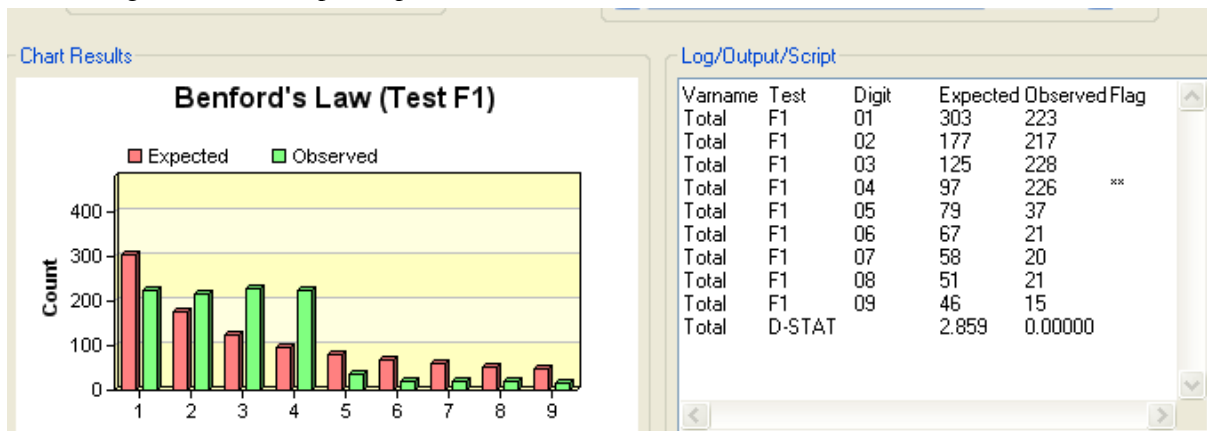 Chart Results
Benford's Law (Test F1)
Expected Observed
Count
400
300
200
100
0
1 2 3 4 5 6 7 8 9
Log/Output/Script
Varname Test Digit Expected Observed Flag
Total F1 01 303 223
Total F1 02 177 217
Total F1 03 125 228
Total F1 04 97 226 **
Total F1 05 79 37
Total F1 06 67 21
Total F1 07 58 20
Total F1 08 51 21
Total F1 09 46 15
Total D-STAT 2.859 0.00000